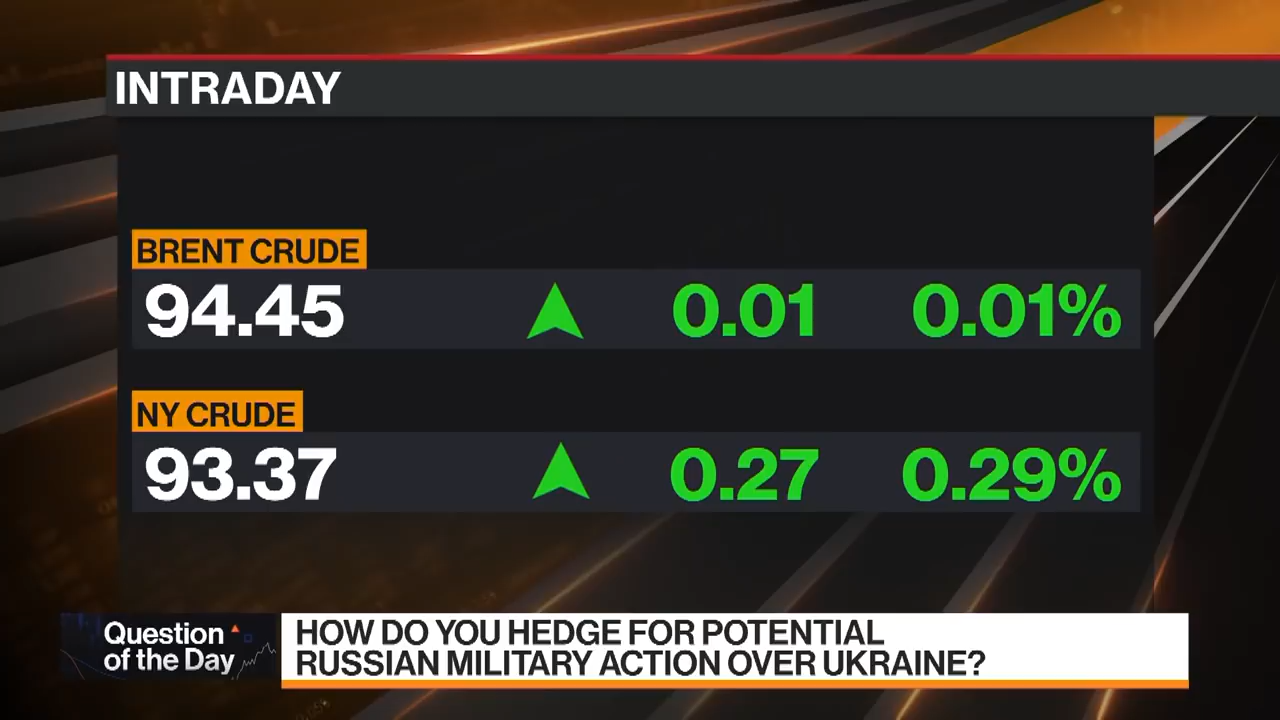 INTRADAY
BRENT CRUDE
94.45 0.01 0.01%
NY CRUDE
93.37 0.27 0.29%
Question
of the Day
HOW DO YOU HEDGE FOR POTENTIAL
RUSSIAN MILITARY ACTION OVER UKRAINE?